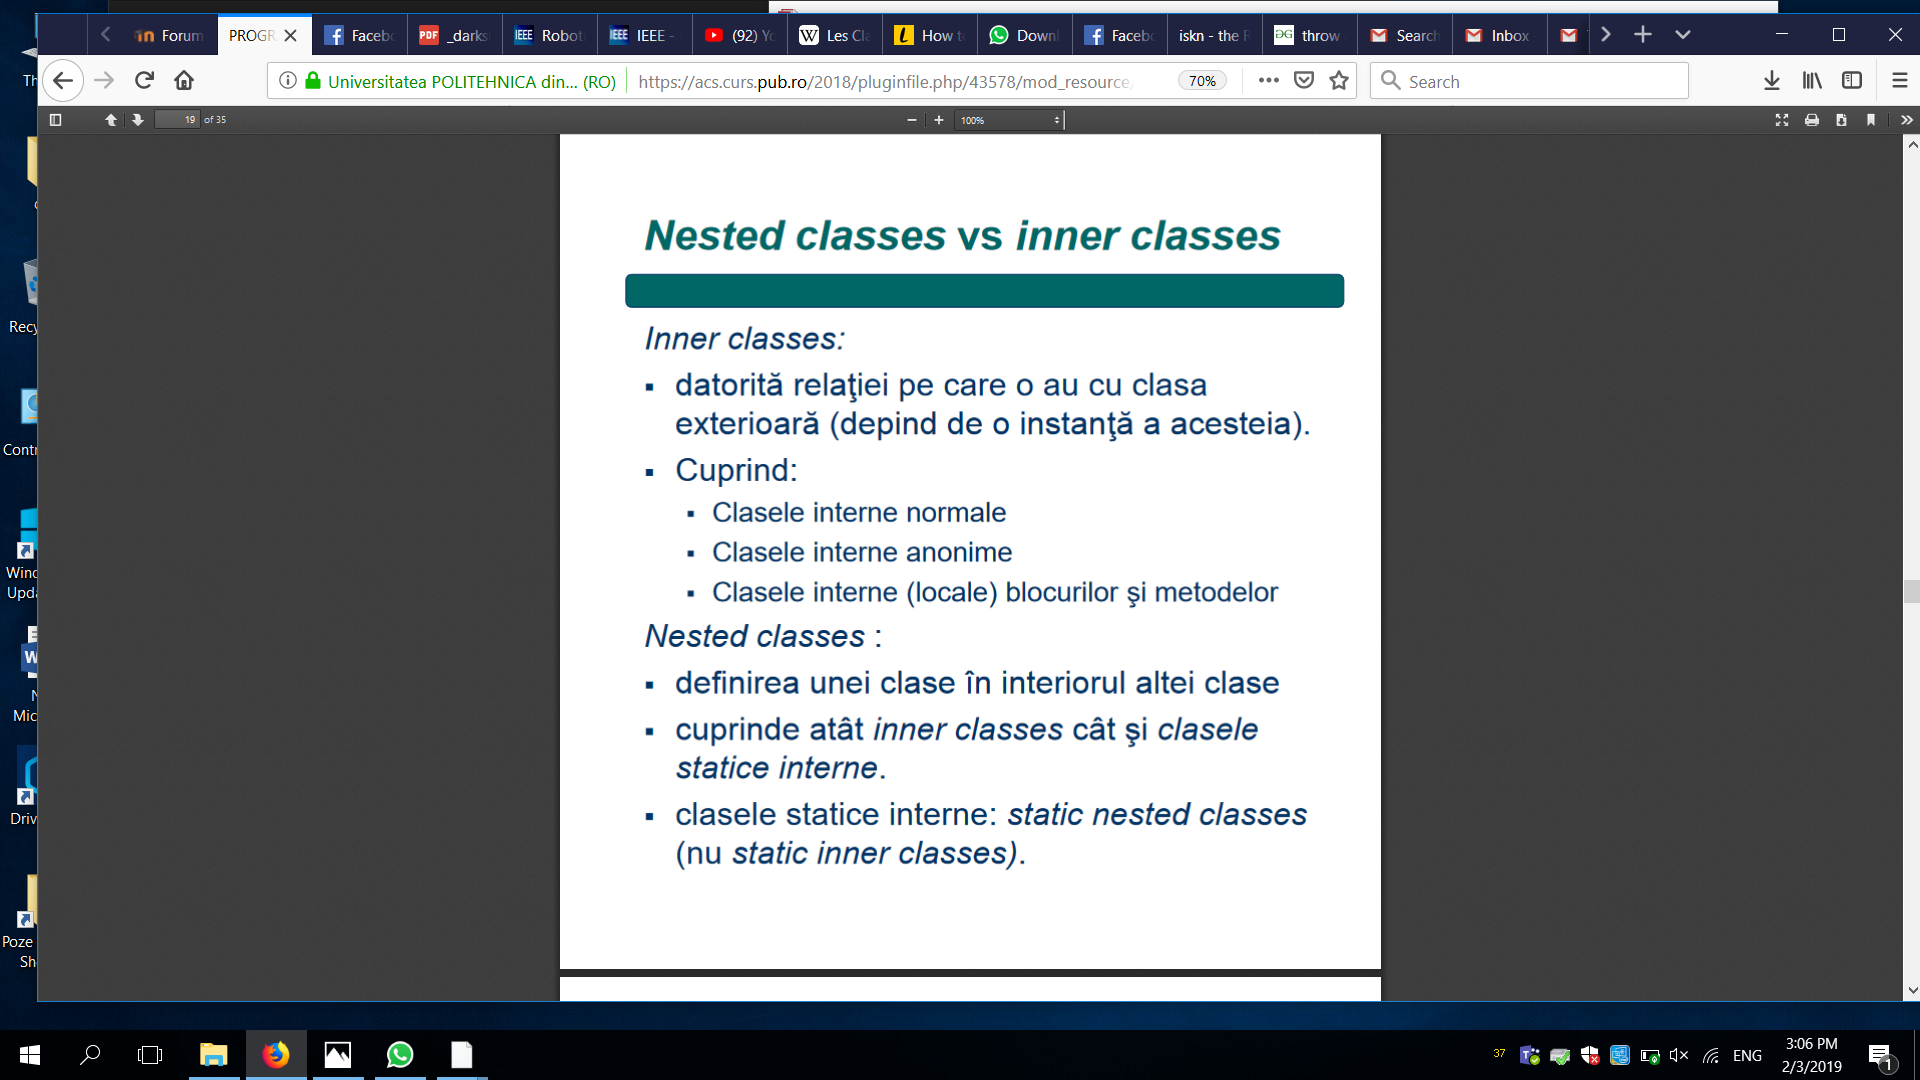 Forum
PROGR
Faceb
_darks
Robot
IEEE -
(92) Yo
Les Cla
How to
Downl
Faceb
iskn - the R
throw
Search
Inbox
Universitatea POLITEHNICA din... (RO)
https://acs.curs.pub.ro/2018/pluginfile.php/43578/mod_resource/
70%
Search
19 of 35
100%
Nested classes vs inner classes
Inner classes:
▪ datorită relaţiei pe care o au cu clasa
exterioară (depind de o instanţă a acesteia).
▪ Cuprind:
▪ Clasele interne normale
▪ Clasele interne anonime
▪ Clasele interne (locale) blocurilor şi metodelor
Nested classes :
▪ definirea unei clase în interiorul altei clase
▪ cuprinde atât inner classes cât şi clasele
statice interne.
▪ clasele statice interne: static nested classes
(nu static inner classes).
Th
Recy
Contr
Wind
Upda
N
Mic
Driv
Poze
Sh
37
ENG
3:06 PM
2/3/2019
1